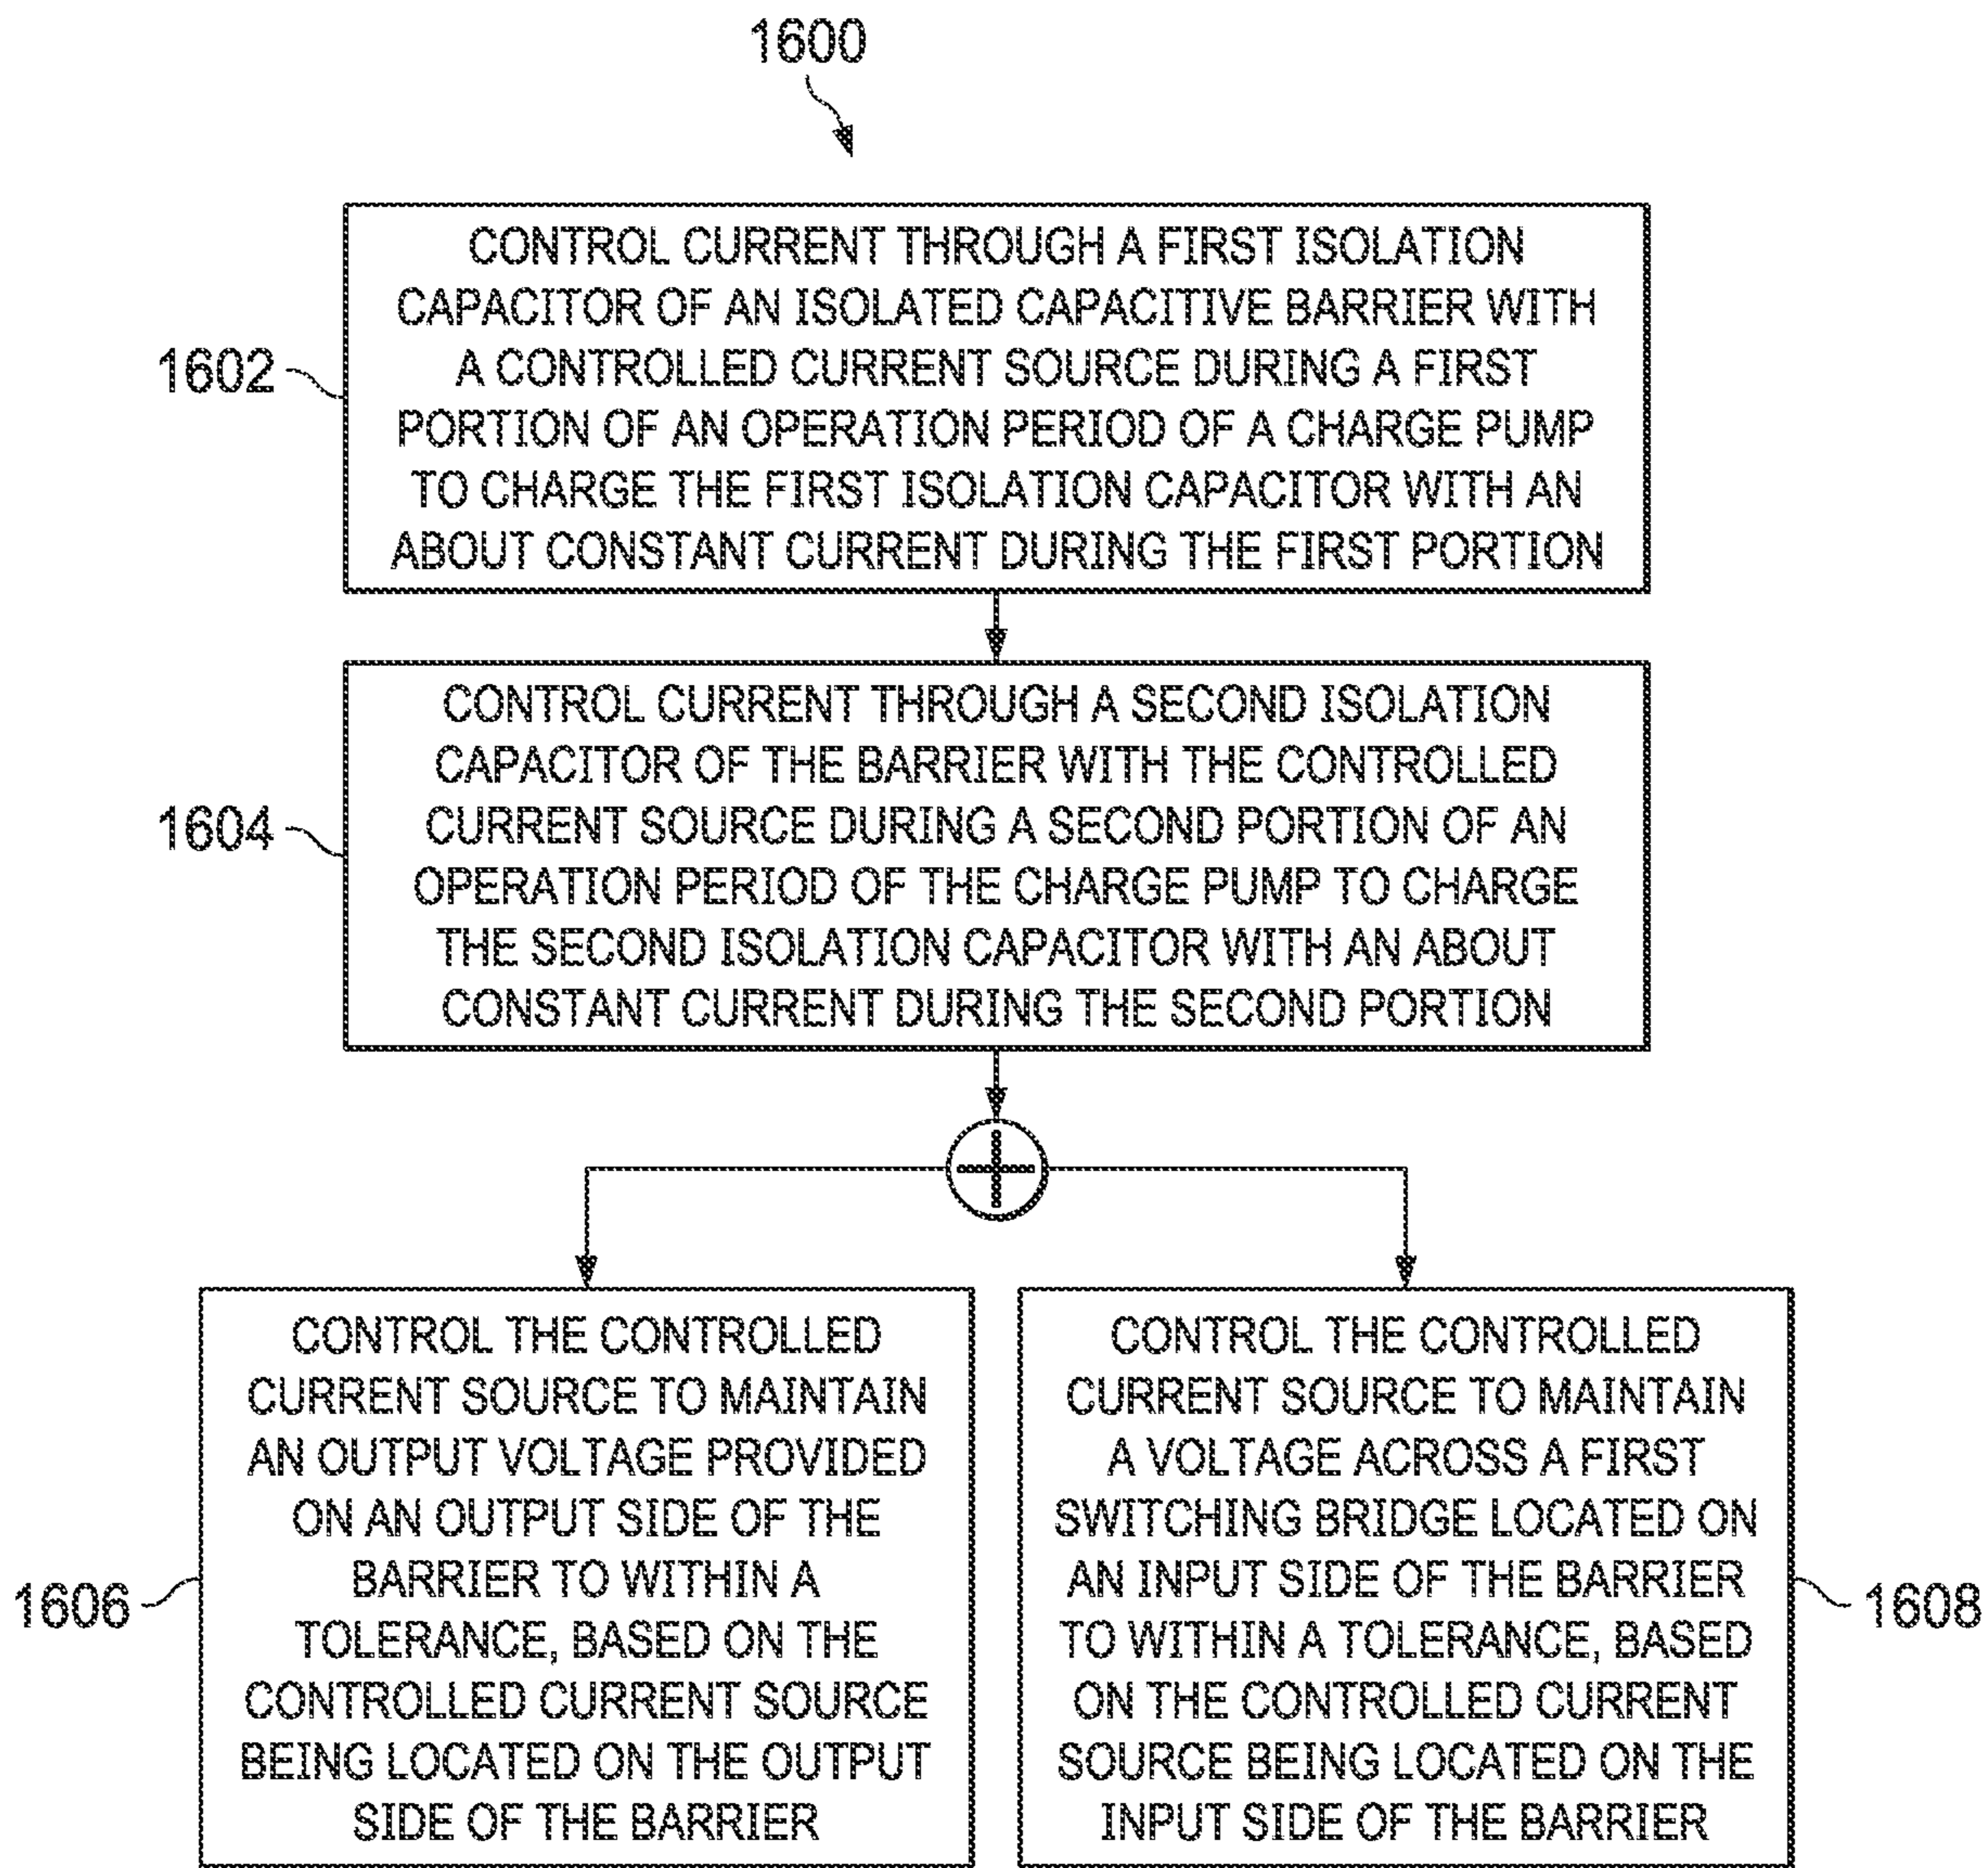 1600
1602
CONTROL CURRENT THROUGH A FIRST ISOLATION
CAPACITOR OF AN ISOLATED CAPACITIVE BARRIER WITH
A CONTROLLED CURRENT SOURCE DURING A FIRST
PORTION OF AN OPERATION PERIOD OF A CHARGE PUMP
TO CHARGE THE FIRST ISOLATION CAPACITOR WITH AN
ABOUT CONSTANT CURRENT DURING THE FIRST PORTION
1604
CONTROL CURRENT THROUGH A SECOND ISOLATION
CAPACITOR OF THE BARRIER WITH THE CONTROLLED
CURRENT SOURCE DURING A SECOND PORTION OF AN
OPERATION PERIOD OF THE CHARGE PUMP TO CHARGE
THE SECOND ISOLATION CAPACITOR WITH AN ABOUT
CONSTANT CURRENT DURING THE SECOND PORTION
1606
CONTROL THE CONTROLLED
CURRENT SOURCE TO MAINTAIN
AN OUTPUT VOLTAGE PROVIDED
ON AN OUTPUT SIDE OF THE
BARRIER TO WITHIN A
TOLERANCE, BASED ON THE
CONTROLLED CURRENT SOURCE
BEING LOCATED ON THE OUTPUT
SIDE OF THE BARRIER
CONTROL THE CONTROLLED
CURRENT SOURCE TO MAINTAIN
A VOLTAGE ACROSS A FIRST
SWITCHING BRIDGE LOCATED ON
AN INPUT SIDE OF THE BARRIER
TO WITHIN A TOLERANCE, BASED
ON THE CONTROLLED CURRENT
SOURCE BEING LOCATED ON THE
INPUT SIDE OF THE BARRIER
1608